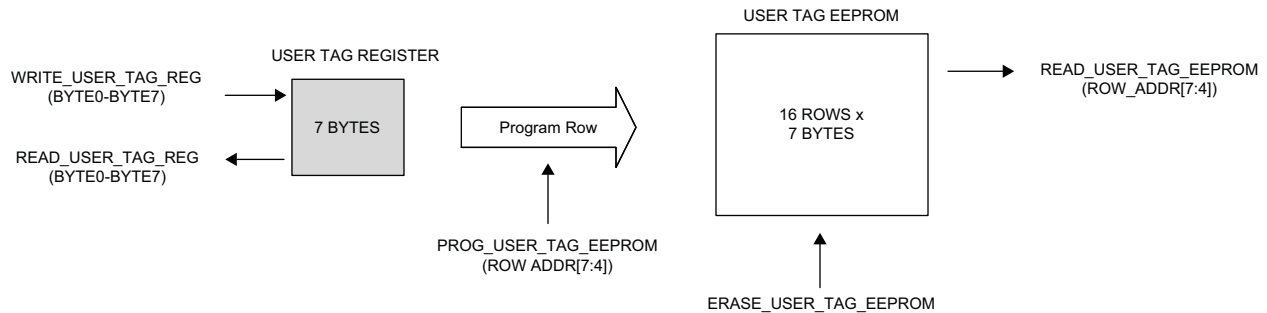 USER TAG EEPROM
USER TAG REGISTER
WRITE_USER_TAG_REG
(BYTE0-BYTE7)
READ_USER_TAG_REG
(BYTE0-BYTE7)
7 BYTES
Program Row
PROG_USER_TAG_EEPROM
(ROW ADDR[7:4])
16 ROWS x
7 BYTES
READ_USER_TAG_EEPROM
(ROW_ADDR[7:4])
ERASE_USER_TAG_EEPROM